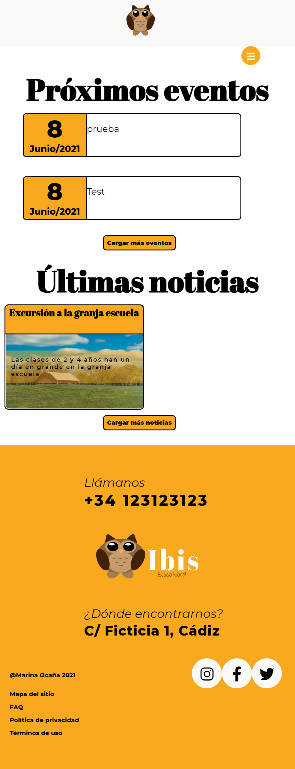 Próximos eventos
8
Junio/2021
prueba
8
Junio/2021
Test
Cargar más eventos
Últimas noticias
Excursión a la granja escuela
Las clases de 2 y 4 años han un
día en grande en la granja
escuela
Cargar más noticias
Llámanos
+34 123123123
Ibis
¿Dónde encontrarnos?
C/ Ficticia 1, Cádiz
@Marina Ocaña 2021
Mapa del sitio
FAQ
Política de privacidad
Términos de uso